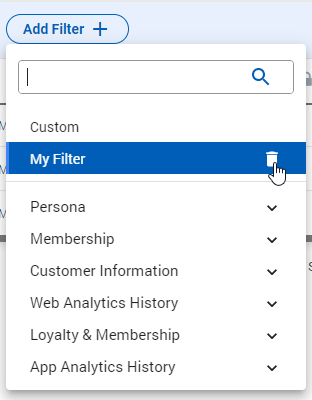 Add Filter
Custom
My Filter
Persona
Membership
Customer Information
Web Analytics History
Loyalty & Membership
App Analytics History